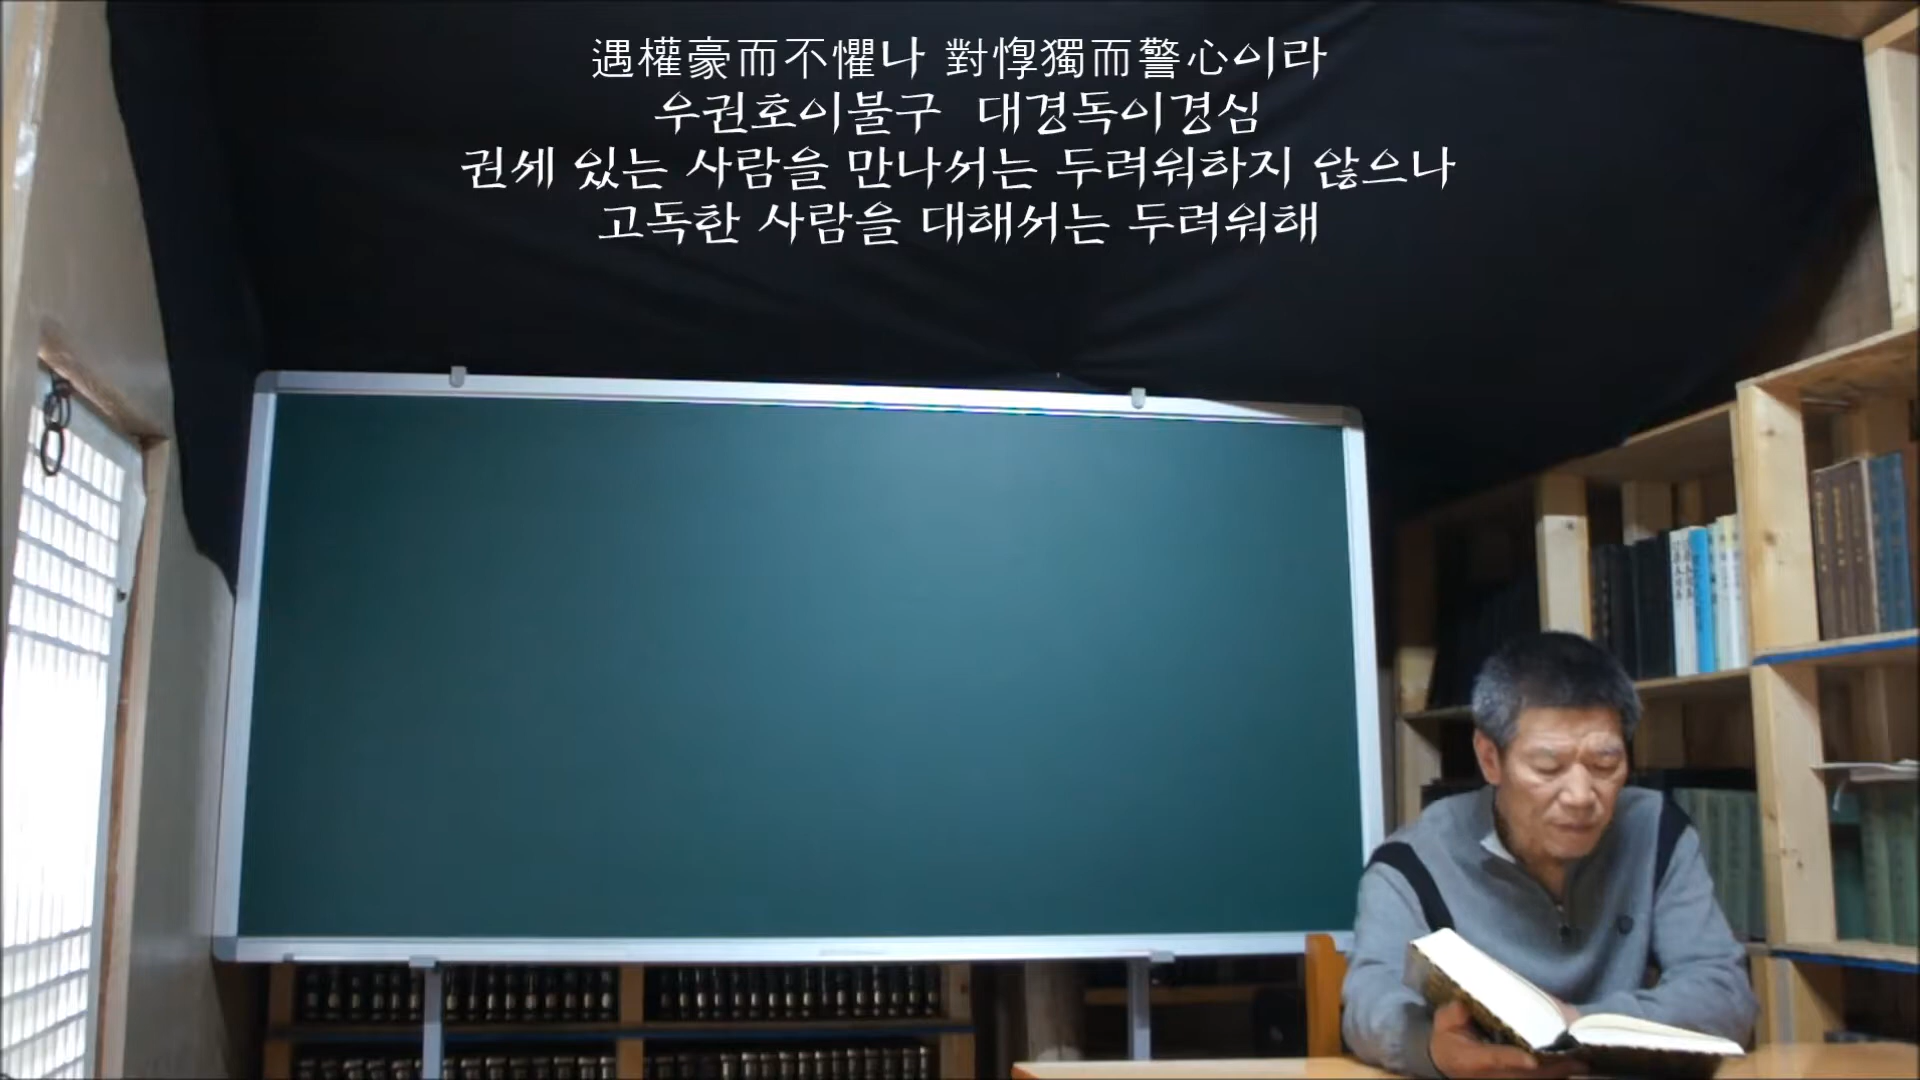 遇權豪而不懼나 對惸獨而警心이라
우권호이불구 대경독이경심
권세 있는 사람을 만나서는 두려워하지 않으나
고독한 사람을 대해서는 두려워해